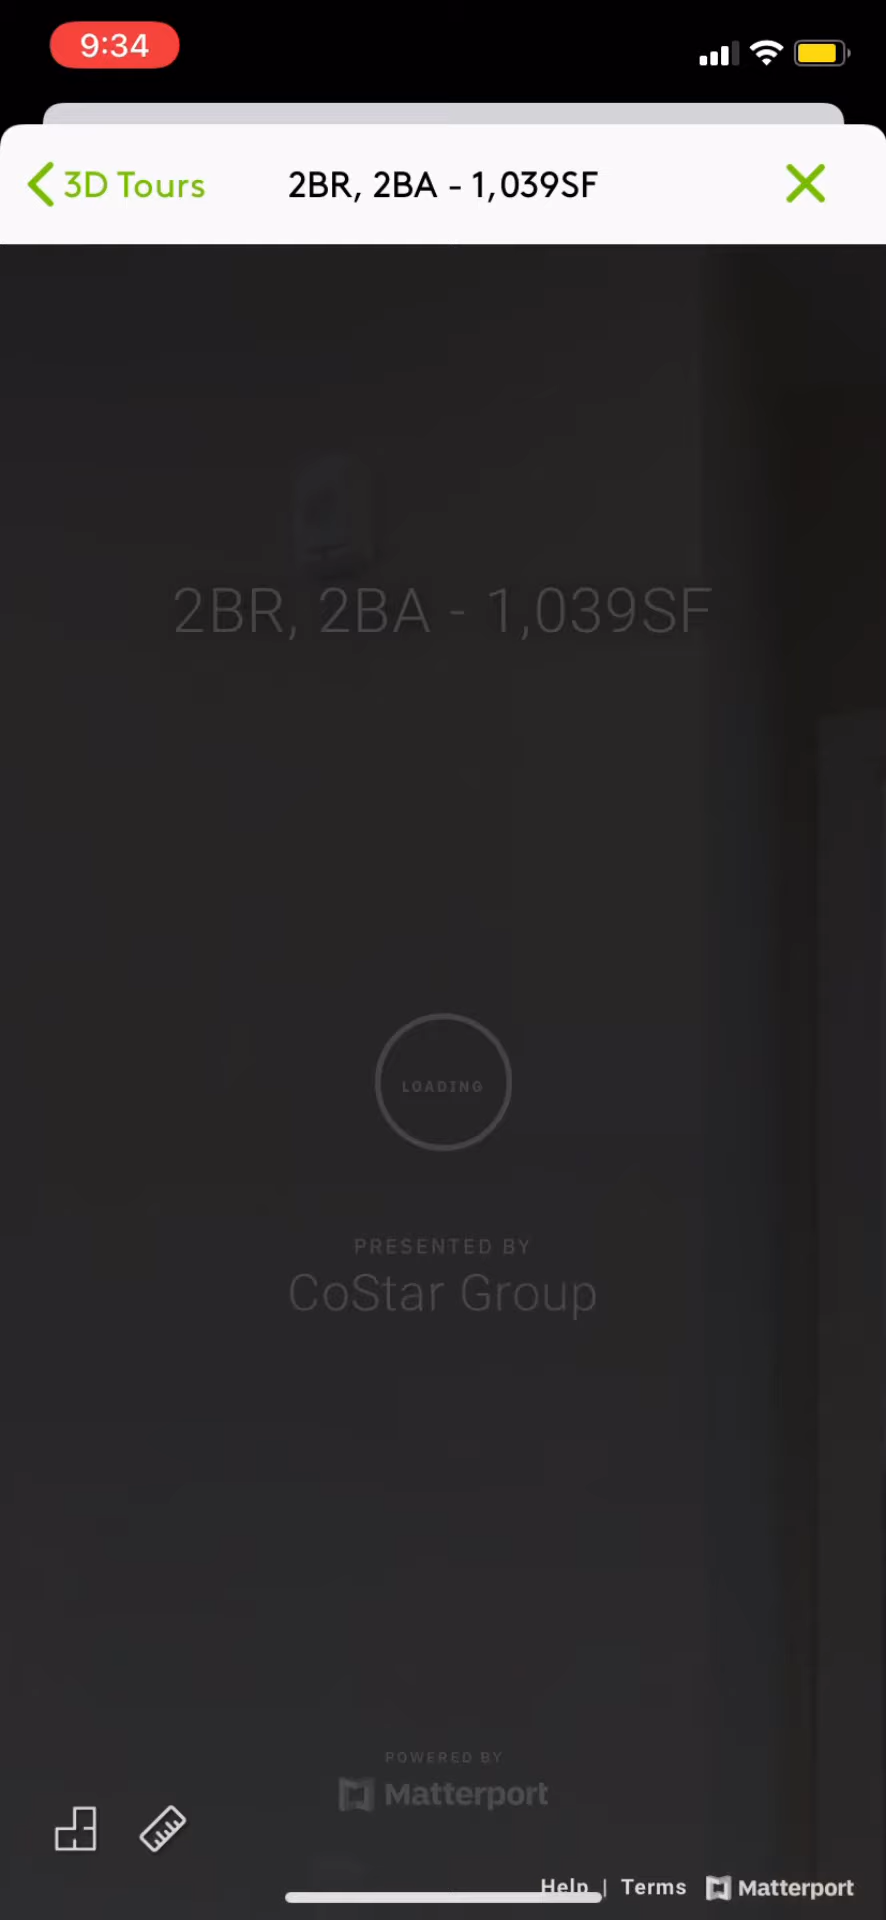 9:34
3D Tours
2BR, 2BA - 1,039SF
2BR, 2BA - 1,039SF
LOADING
PRESENTED BY
CoStar Group
POWERED BY
Matterport
Help | Terms Matterport